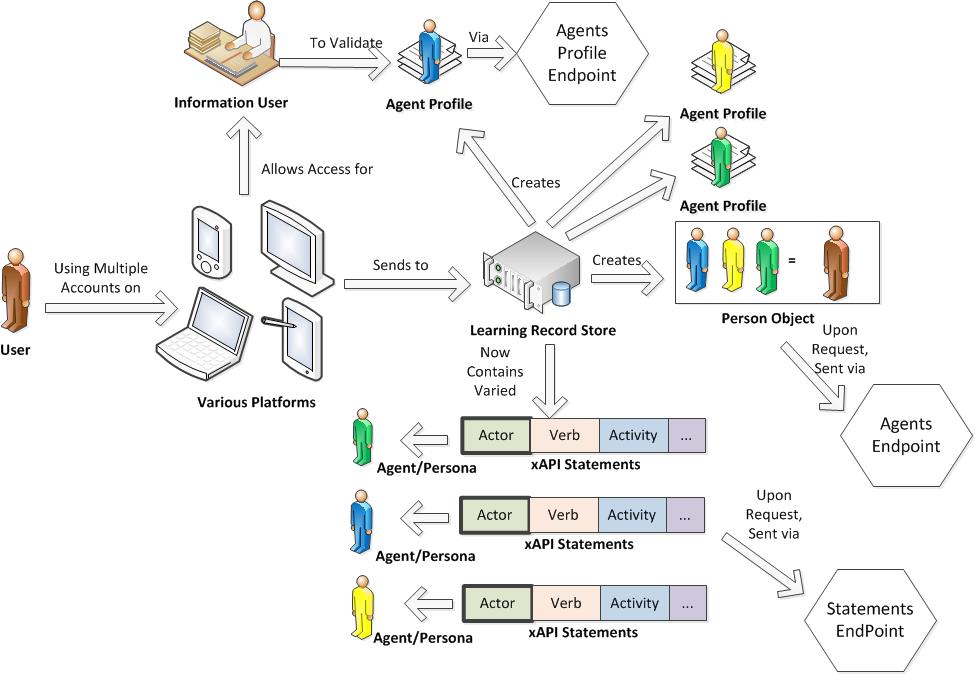 To Validate
Via
Agents
Profile
Endpoint
Information User
Agent Profile
Agent Profile
Allows Access for
Creates
Agent Profile
Using Multiple
Accounts on
Sends to
Creates
=
User
Learning Record Store
Person Object
Various Platforms
Now
Contains
Varied
Upon
Request,
Sent via
Agents
Endpoint
Actor Verb Activity ...
Agent/Persona
xAPI Statements
Actor Verb Activity ...
Agent/Persona
xAPI Statements
Upon
Request,
Sent via
Actor Verb Activity ...
Agent/Persona
xAPI Statements
Statements
EndPoint